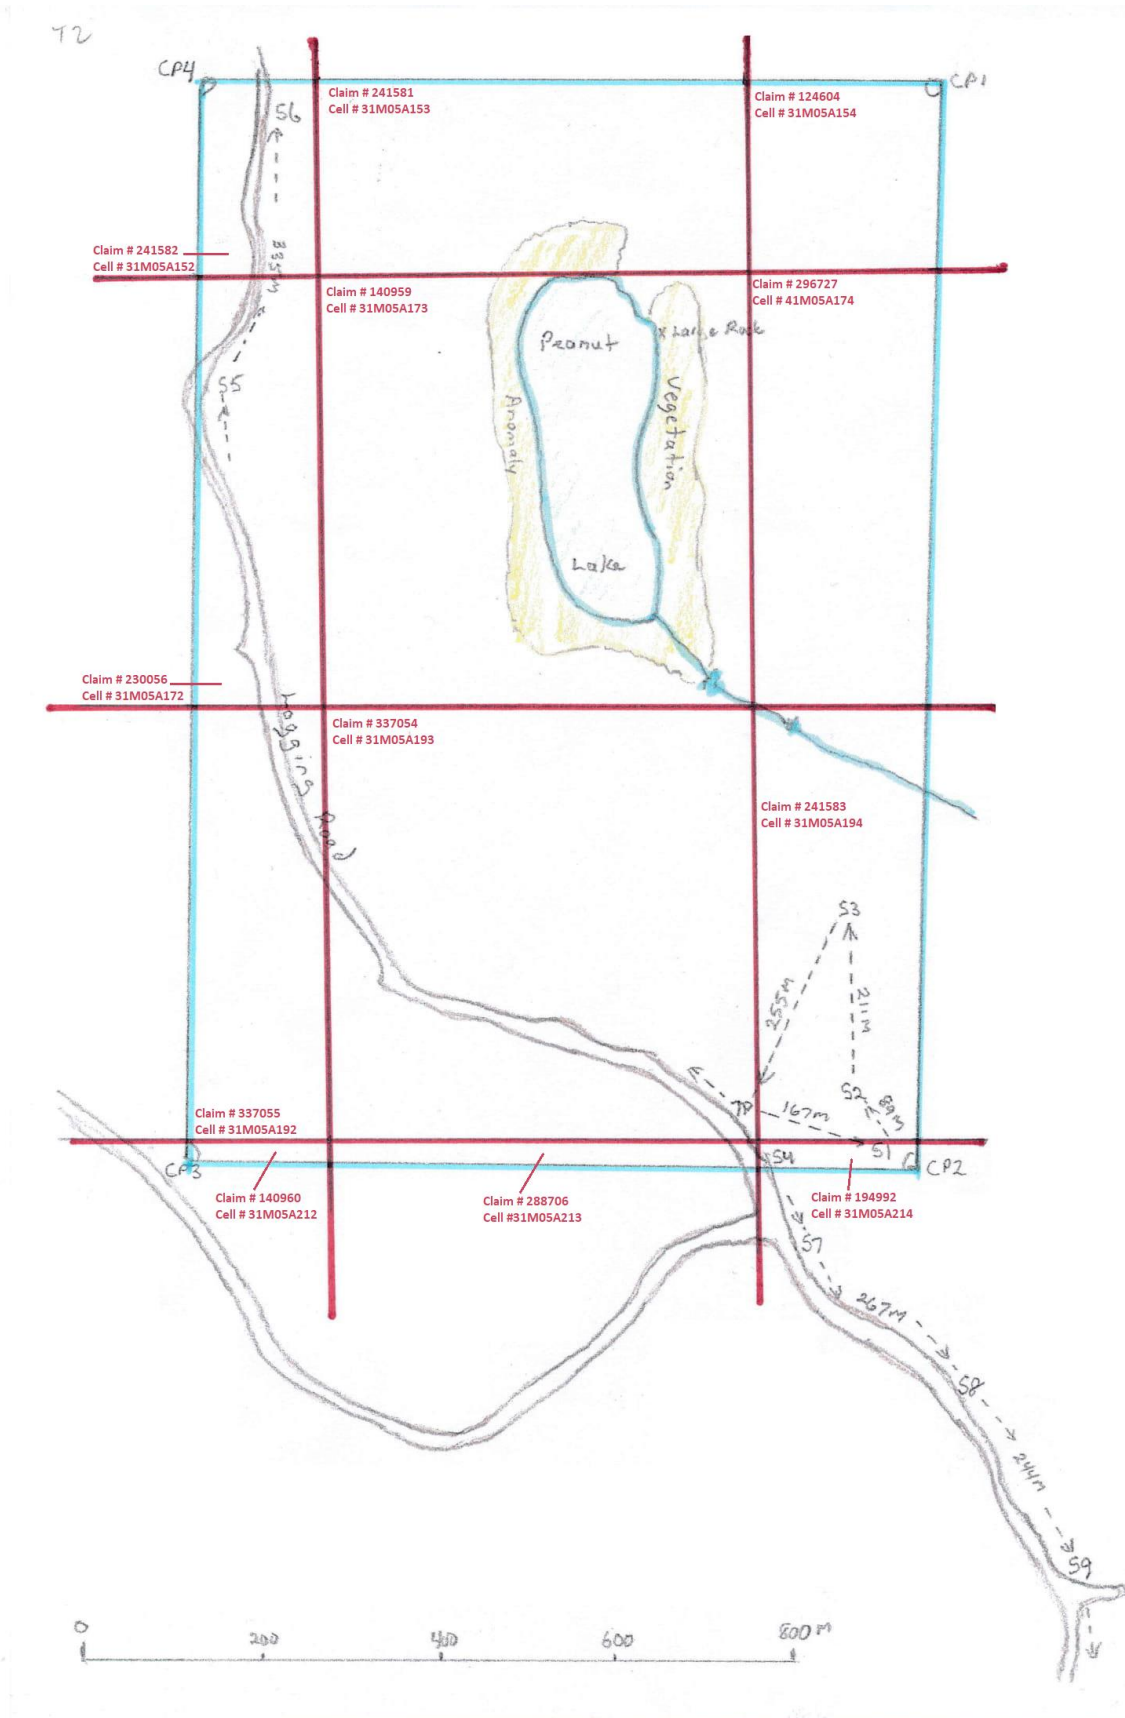 T2
CP4
CP1
Claim # 241581
Cell # 31M05A153
Claim # 124604
Cell # 31M05A154
S6
Claim # 241582
Cell # 31M05A152
335m
Claim # 140959
Cell # 31M05A173
Claim # 296727
Cell # 41M05A174
Peanut
x Large Rock
S5
Anomaly
Vegetation
Lake
Claim # 230056
Cell # 31M05A172
Logging Road
Claim # 337054
Cell # 31M05A193
Claim # 241583
Cell # 31M05A194
S3
255m
211m
S2
89m
167m
S1
Claim # 337055
Cell # 31M05A192
CP3
S4
CP2
Claim # 140960
Cell # 31M05A212
Claim # 288706
Cell #31M05A213
Claim # 194992
Cell # 31M05A214
S7
267m
S8
244m
S9
0 200 400 600 800 m